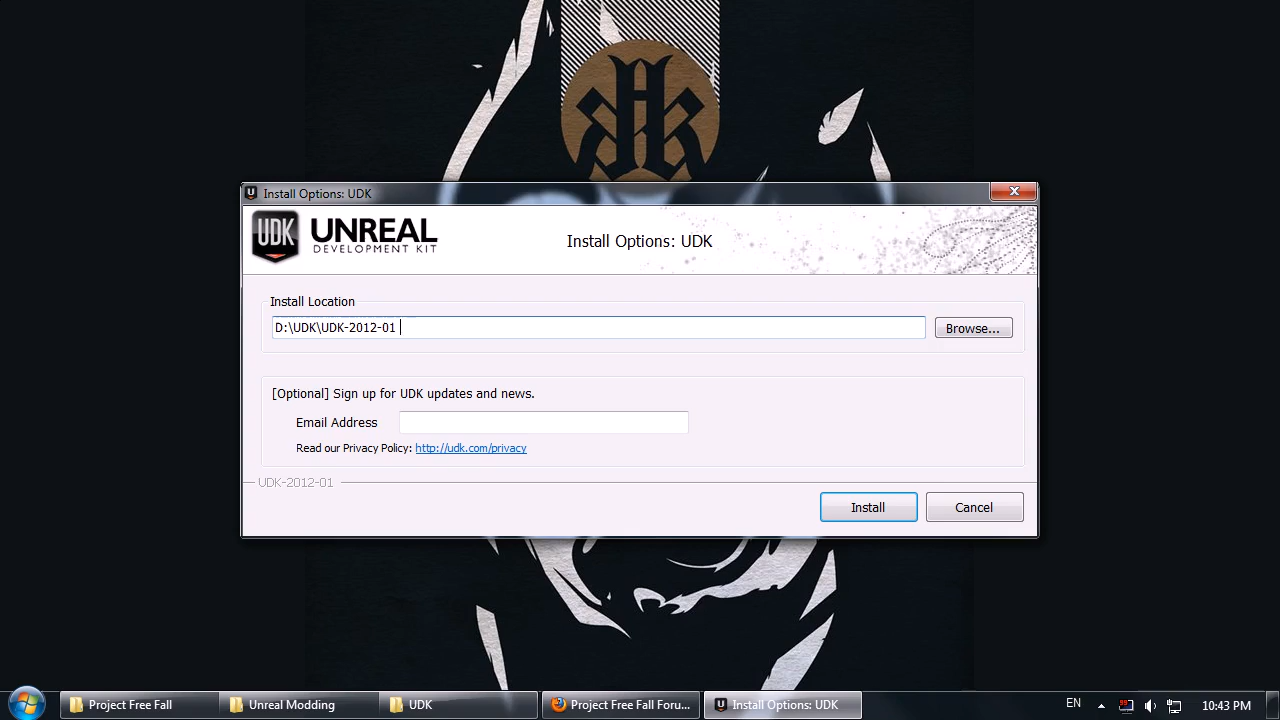 Install Options: UDK
UDK UNREAL
DEVELOPMENT KIT
Install Options: UDK
Install Location
D:\UDK\UDK-2012-01
Browse...
[Optional] Sign up for UDK updates and news.
Email Address
Read our Privacy Policy: http://udk.com/privacy
UDK-2012-01
Install
Cancel
Project Free Fall
Unreal Modding
UDK
Project Free Fall Foru...
Install Options: UDK
EN
10:43 PM